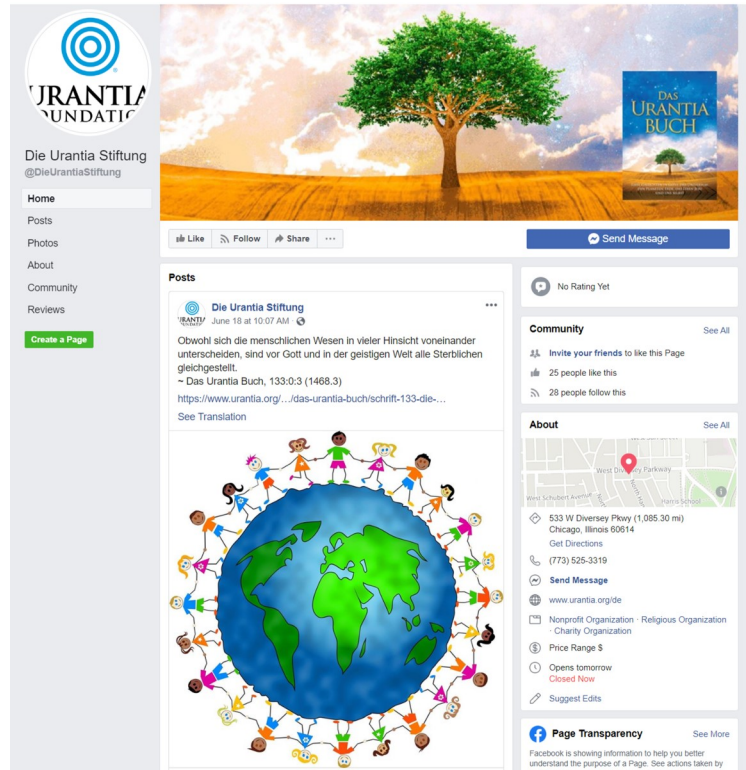 URANTIA
Die Urantia Stiftung
@DieUrantiaStiftung
Home
Posts
Photos
About
Community
Reviews
Create a Page
DAS
URANTIA
BUCH
Like
Follow
Share
Send Message
Posts
Die Urantia Stiftung
June 18 at 10:07 AM
Obwohl sich die menschlichen Wesen in vieler Hinsicht voneinander
unterscheiden, sind vor Gott und in der geistigen Welt alle Sterblichen
gleichgestellt.
~ Das Urantia Buch, 133:0:3 (1468.3)
https://www.urantia.org/…/das-urantia-buch/schrift-133-die-…
See Translation
No Rating Yet
Community
See All
Invite your friends to like this Page
25 people like this
28 people follow this
About
See All
West Diversey Parkway
West Schubert Avenue
Harris School
533 W Diversey Pkwy (1,085.30 mi)
Chicago, Illinois 60614
Get Directions
(773) 525-3319
Send Message
www.urantia.org/de
Nonprofit Organization · Religious Organization
· Charity Organization
Price Range $
Opens tomorrow
Closed Now
Suggest Edits
Page Transparency
See More
Facebook is showing information to help you better
understand the purpose of a Page. See actions taken by